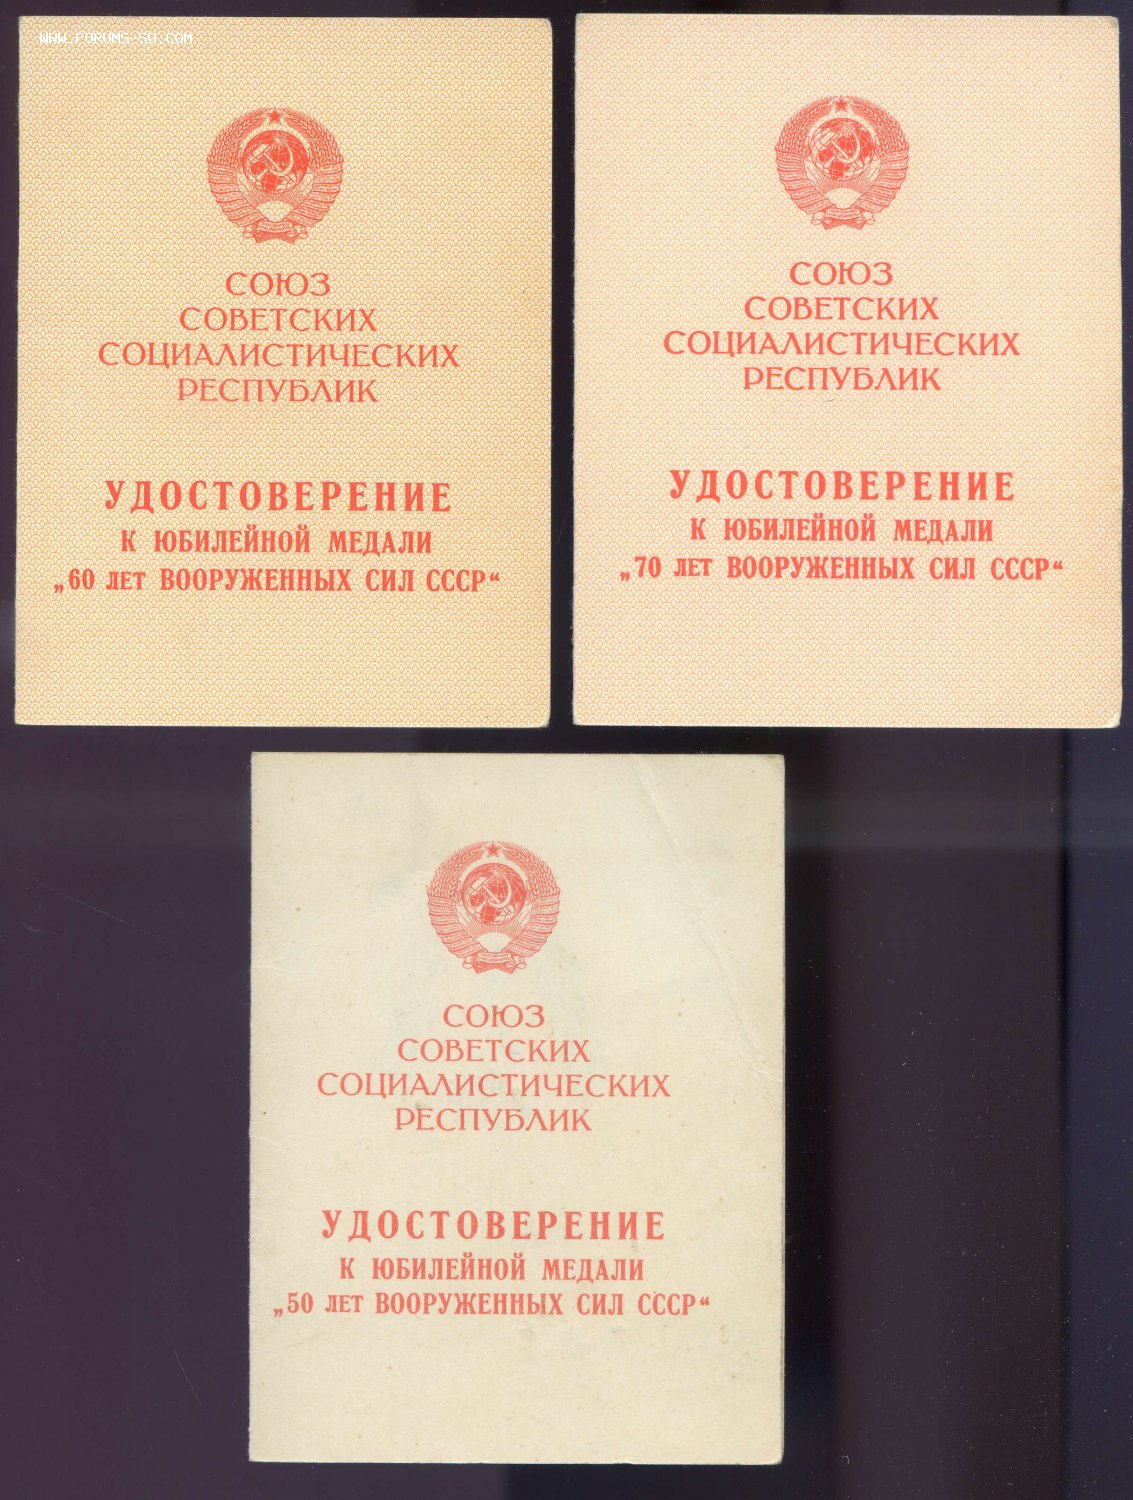 WWW.FORUMS-SU.COM
СОЮЗ
СОВЕТСКИХ
СОЦИАЛИСТИЧЕСКИХ
РЕСПУБЛИК
УДОСТОВЕРЕНИЕ
К ЮБИЛЕЙНОЙ МЕДАЛИ
„60 ЛЕТ ВООРУЖЕННЫХ СИЛ СССР“
СОЮЗ
СОВЕТСКИХ
СОЦИАЛИСТИЧЕСКИХ
РЕСПУБЛИК
УДОСТОВЕРЕНИЕ
К ЮБИЛЕЙНОЙ МЕДАЛИ
„70 ЛЕТ ВООРУЖЕННЫХ СИЛ СССР“
СОЮЗ
СОВЕТСКИХ
СОЦИАЛИСТИЧЕСКИХ
РЕСПУБЛИК
УДОСТОВЕРЕНИЕ
К ЮБИЛЕЙНОЙ МЕДАЛИ
„50 ЛЕТ ВООРУЖЕННЫХ СИЛ СССР“